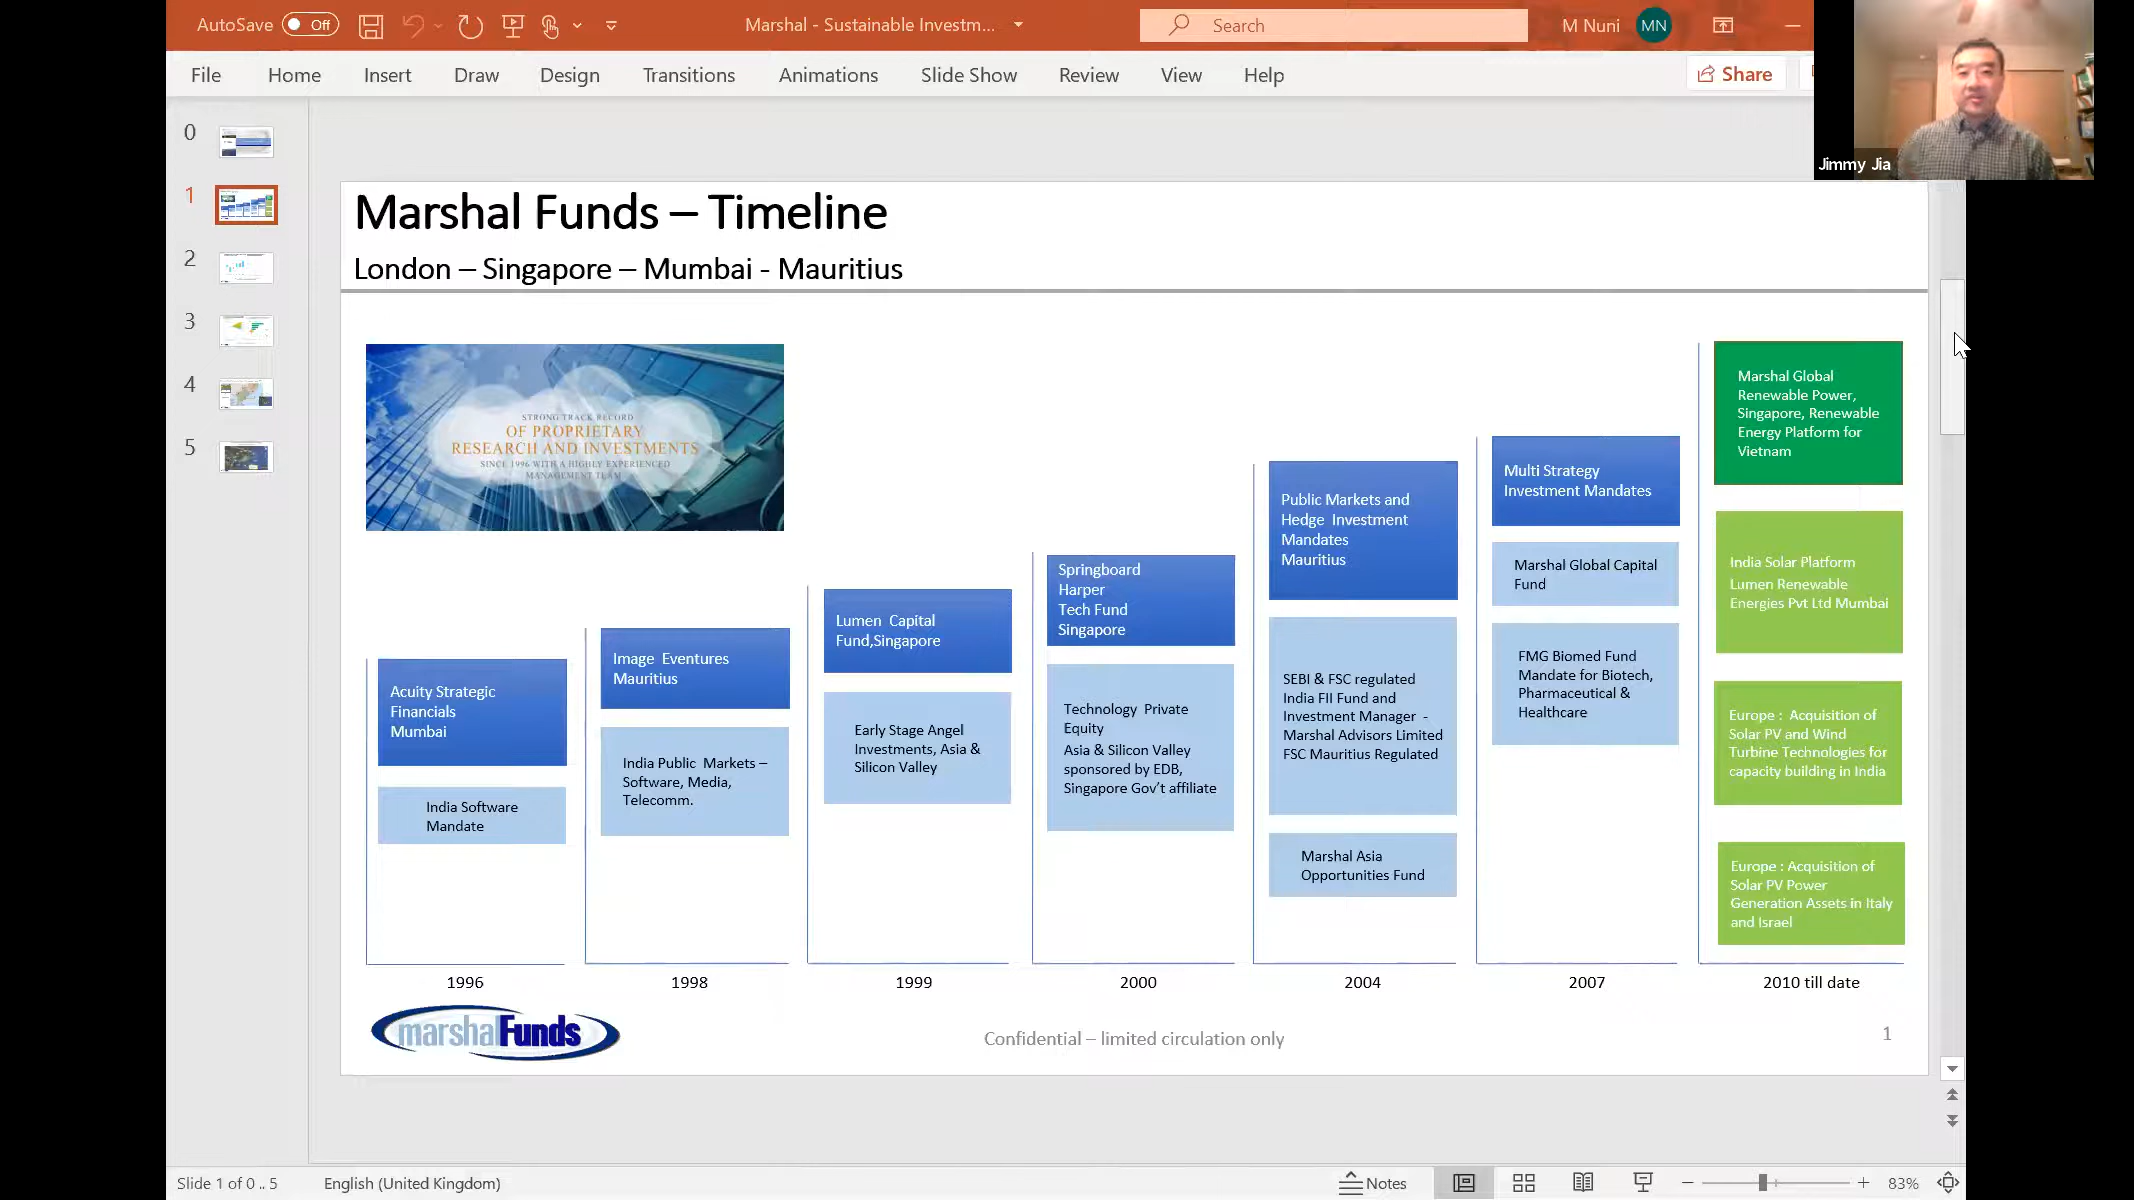 AutoSave Off
Marshal - Sustainable Investm...
Search
M Nuni MN
File Home Insert Draw Design Transitions Animations Slide Show Review View Help
Share
Jimmy Jia
0
1
2
3
4
5
Marshal Funds – Timeline
London – Singapore – Mumbai - Mauritius
STRONG TRACK RECORD
OF PROPRIETARY
RESEARCH AND INVESTMENTS
SINCE 1996 WITH A HIGHLY EXPERIENCED
MANAGEMENT TEAM
Acuity Strategic
Financials
Mumbai
India Software
Mandate
1996
Image Eventures
Mauritius
India Public Markets –
Software, Media,
Telecomm.
1998
Lumen Capital
Fund,Singapore
Early Stage Angel
Investments, Asia &
Silicon Valley
1999
Springboard
Harper
Tech Fund
Singapore
Technology Private
Equity
Asia & Silicon Valley
sponsored by EDB,
Singapore Gov't affiliate
2000
Public Markets and
Hedge Investment
Mandates
Mauritius
SEBI & FSC regulated
India FII Fund and
Investment Manager -
Marshal Advisors Limited
FSC Mauritius Regulated
Marshal Asia
Opportunities Fund
2004
Multi Strategy
Investment Mandates
Marshal Global Capital
Fund
FMG Biomed Fund
Mandate for Biotech,
Pharmaceutical &
Healthcare
2007
Marshal Global
Renewable Power,
Singapore, Renewable
Energy Platform for
Vietnam
India Solar Platform
Lumen Renewable
Energies Pvt Ltd Mumbai
Europe : Acquisition of
Solar PV and Wind
Turbine Technologies for
capacity building in India
Europe : Acquisition of
Solar PV Power
Generation Assets in Italy
and Israel
2010 till date
marshalFunds
Confidential – limited circulation only
1
Slide 1 of 0 .. 5
English (United Kingdom)
Notes
83%